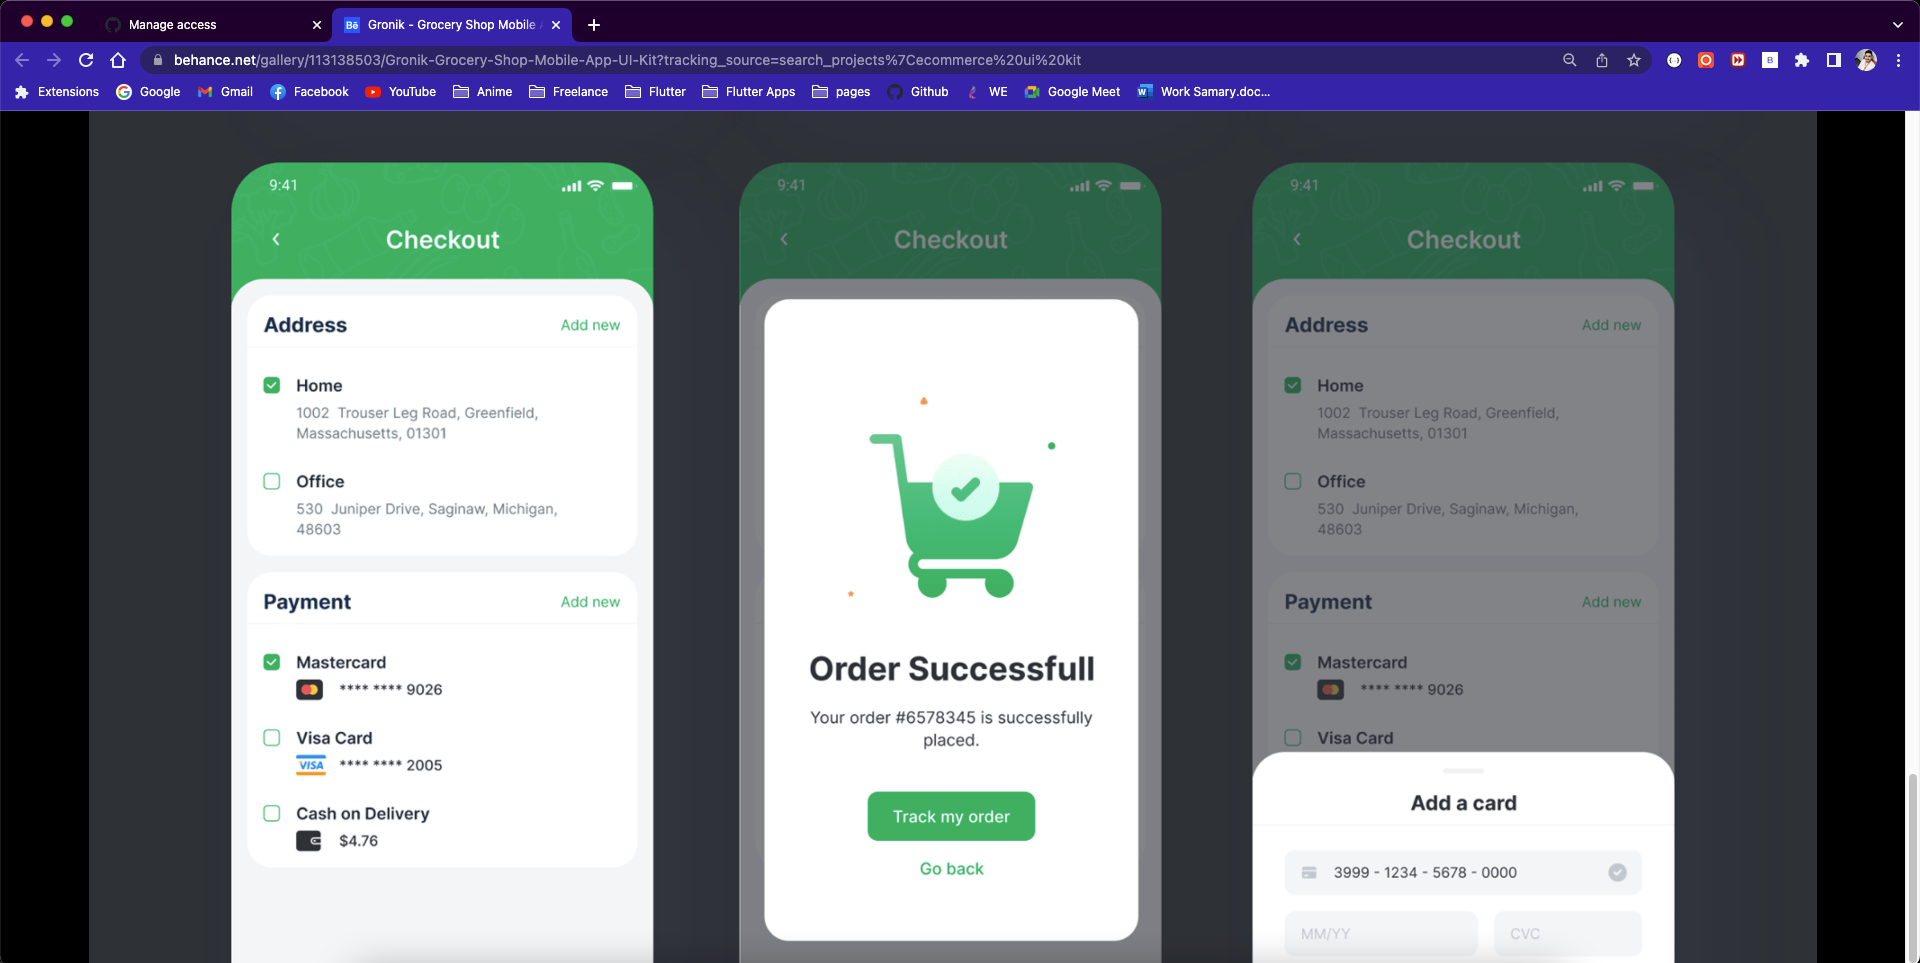 Manage access
Gronik - Grocery Shop Mobile
behance.net/gallery/113138503/Gronik-Grocery-Shop-Mobile-App-UI-Kit?tracking_source=search_projects%7Cecommerce%20ui%20kit
Extensions Google Gmail Facebook YouTube Anime Freelance Flutter Flutter Apps pages Github WE Google Meet Work Samary.doc...
9:41
Checkout
Address Add new
Home
1002 Trouser Leg Road, Greenfield,
Massachusetts, 01301
Office
530 Juniper Drive, Saginaw, Michigan,
48603
Payment Add new
Mastercard
**** **** 9026
Visa Card
VISA **** **** 2005
Cash on Delivery
$4.76
9:41
Checkout
Order Successfull
Your order #6578345 is successfully
placed.
Track my order
Go back
9:41
Checkout
Address Add new
Home
1002 Trouser Leg Road, Greenfield,
Massachusetts, 01301
Office
530 Juniper Drive, Saginaw, Michigan,
48603
Payment Add new
Mastercard
**** **** 9026
Visa Card
Add a card
3999 - 1234 - 5678 - 0000
MM/YY CVC